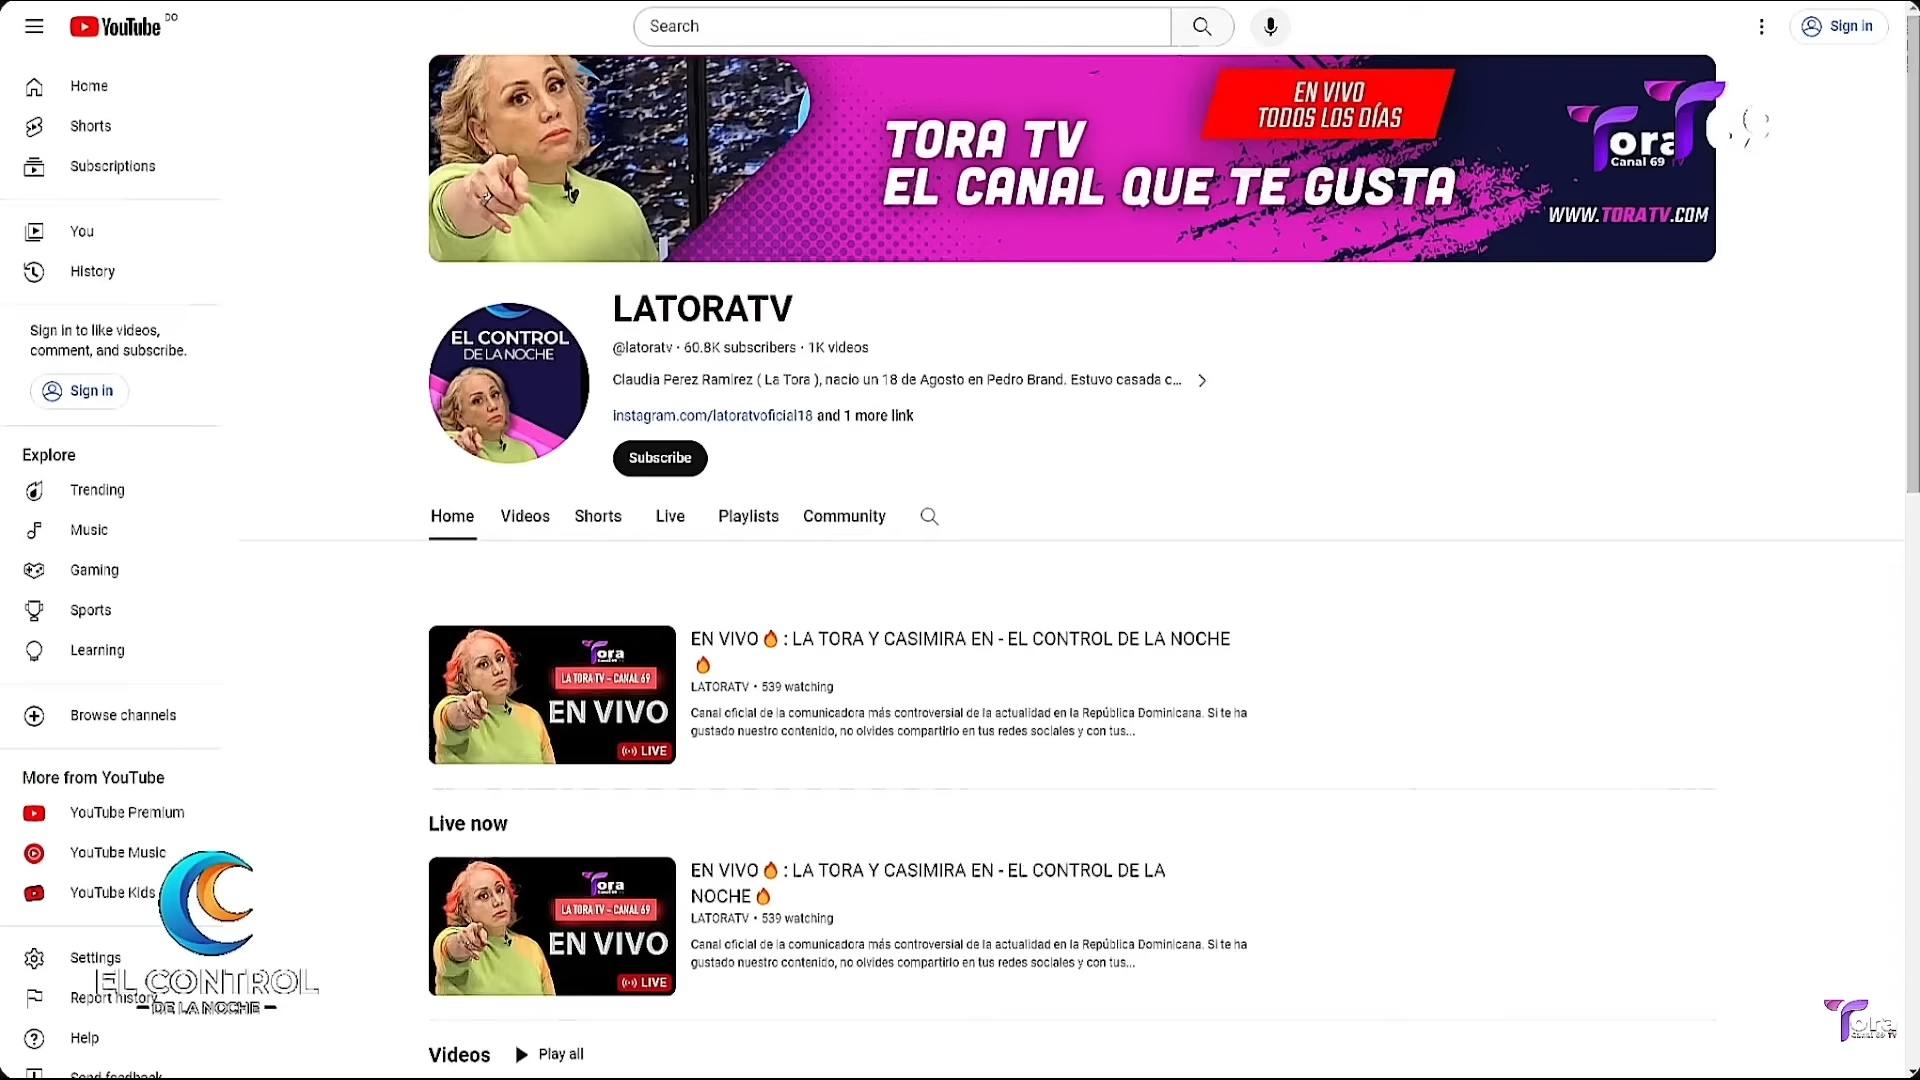 YouTube DO
Search
Sign in
Home
Shorts
Subscriptions
You
History
Sign in to like videos,
comment, and subscribe.
Sign in
Explore
Trending
Music
Gaming
Sports
Learning
Browse channels
More from YouTube
YouTube Premium
YouTube Music
YouTube Kids
Settings
Report history
Help
Send feedback
EL CONTROL
DE LA NOCHE
EN VIVO
TODOS LOS DÍAS
TORA TV
EL CANAL QUE TE GUSTA
Tora
Canal 69
WWW.TORATV.COM
EL CONTROL
DE LA NOCHE
LATORATV
@latoratv · 60.8K subscribers · 1K videos
Claudia Perez Ramirez ( La Tora ), nacio un 18 de Agosto en Pedro Brand. Estuvo casada c...
instagram.com/latoratvoficial18 and 1 more link
Subscribe
Home Videos Shorts Live Playlists Community
Tora
Canal 69
LA TORA TV - CANAL 69
EN VIVO
LIVE
EN VIVO🔥: LA TORA Y CASIMIRA EN - EL CONTROL DE LA NOCHE
🔥
LATORATV • 539 watching
Canal oficial de la comunicadora más controversial de la actualidad en la República Dominicana. Si te ha
gustado nuestro contenido, no olvides compartirlo en tus redes sociales y con tus...
Live now
Tora
Canal 69
LA TORA TV - CANAL 69
EN VIVO
LIVE
EN VIVO🔥: LA TORA Y CASIMIRA EN - EL CONTROL DE LA
NOCHE🔥
LATORATV • 539 watching
Canal oficial de la comunicadora más controversial de la actualidad en la República Dominicana. Si te ha
gustado nuestro contenido, no olvides compartirlo en tus redes sociales y con tus...
Videos Play all
Tora
Canal 69 TV